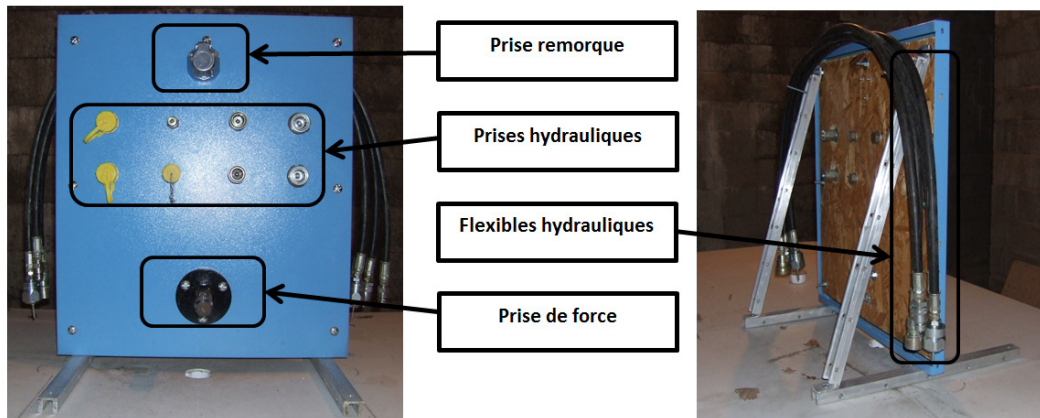 Prise remorque
Prises hydrauliques
Flexibles hydrauliques
Prise de force